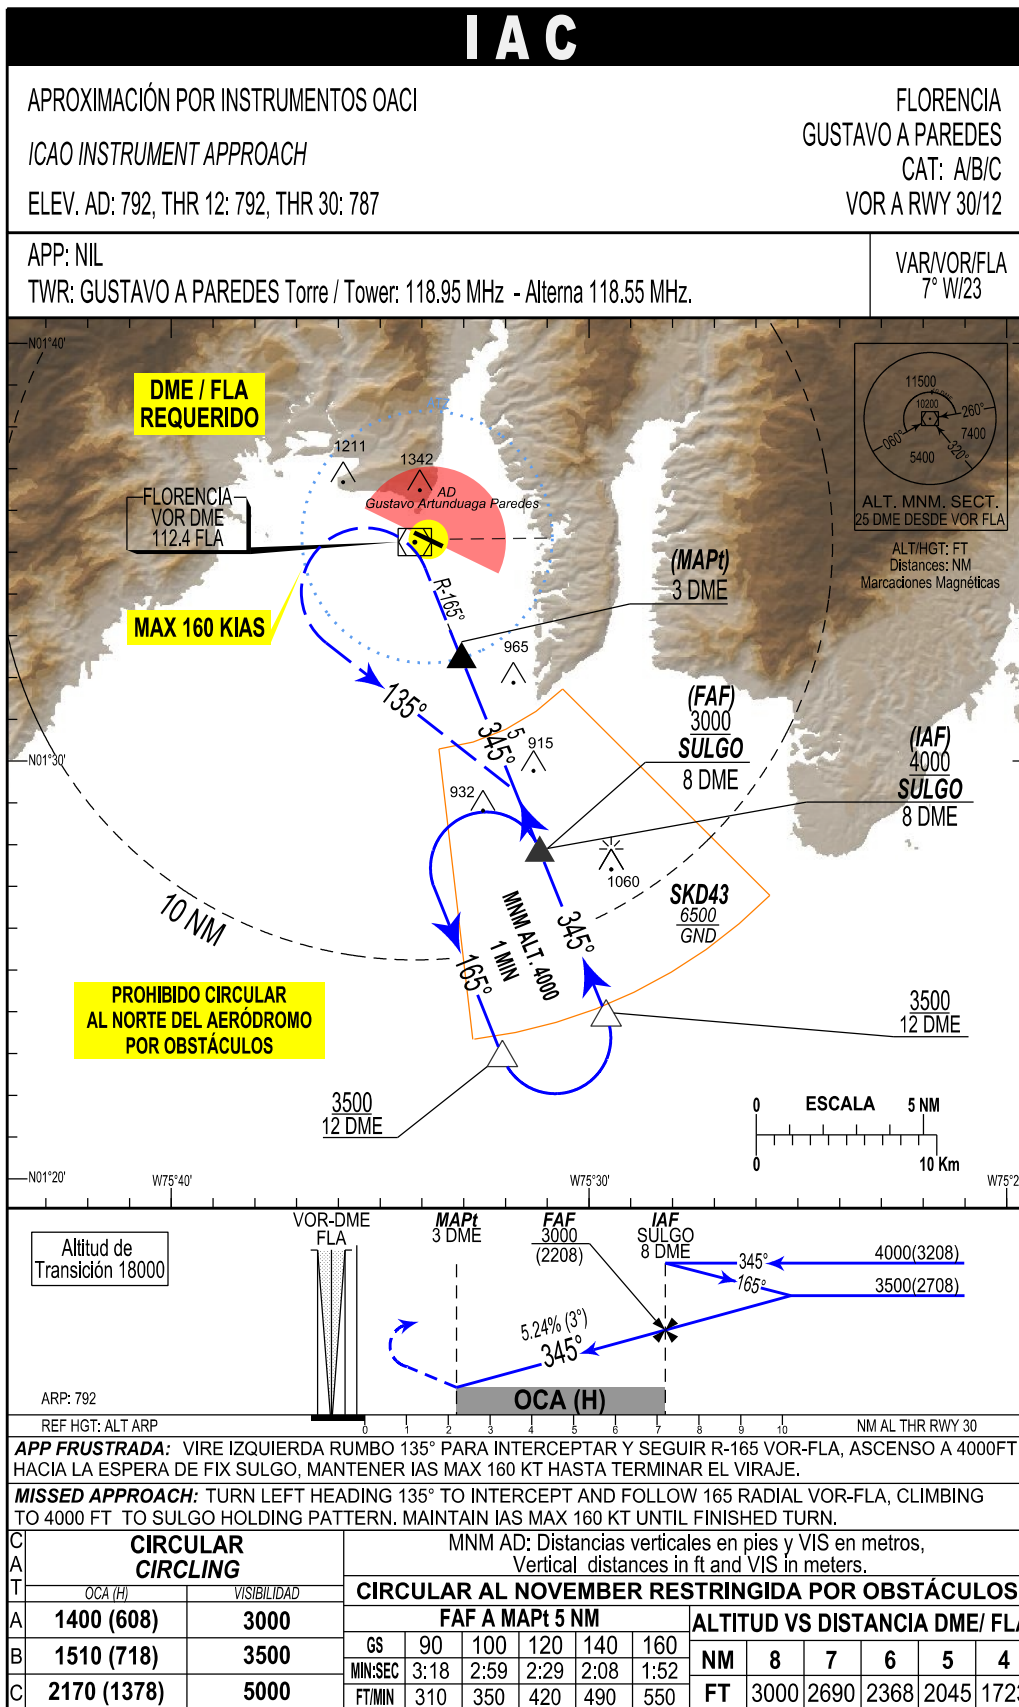 IAC
APROXIMACIÓN POR INSTRUMENTOS OACI
ICAO INSTRUMENT APPROACH
ELEV. AD: 792, THR 12: 792, THR 30: 787
FLORENCIA
GUSTAVO A PAREDES
CAT: A/B/C
VOR A RWY 30/12
APP: NIL
TWR: GUSTAVO A PAREDES Torre / Tower: 118.95 MHz - Alterna 118.55 MHz.
VAR/VOR/FLA
7° W/23
N01°40'
DME / FLA
REQUERIDO
1211
1342
AD
Gustavo Artunduaga Paredes
FLORENCIA
VOR DME
112.4 FLA
11500
10200
260°
7400
060°
320°
5400
ALT. MNM. SECT.
25 DME DESDE VOR FLA
ALT/HGT: FT
Distances: NM
Marcaciones Magnéticas
(MAPt)
3 DME
R-165°
MAX 160 KIAS
965
135°
345°
5
915
(FAF)
3000
SULGO
8 DME
(IAF)
4000
SULGO
8 DME
N01°30'
932
1060
SKD43
6500
GND
10 NM
MNM ALT. 4000
1 MIN
345°
165°
PROHIBIDO CIRCULAR
AL NORTE DEL AERÓDROMO
POR OBSTÁCULOS
3500
12 DME
3500
12 DME
0 ESCALA 5 NM
0 10 Km
N01°20'
W75°40'
W75°30'
W75°2
Altitud de
Transición 18000
VOR-DME
FLA
MAPt
3 DME
FAF
3000
(2208)
IAF
SULGO
8 DME
345°
4000(3208)
165°
3500(2708)
5.24% (3°)
345°
OCA (H)
ARP: 792
REF HGT: ALT ARP
0 1 2 3 4 5 6 7 8 9 10
NM AL THR RWY 30
APP FRUSTRADA: VIRE IZQUIERDA RUMBO 135° PARA INTERCEPTAR Y SEGUIR R-165 VOR-FLA, ASCENSO A 4000FT
HACIA LA ESPERA DE FIX SULGO, MANTENER IAS MAX 160 KT HASTA TERMINAR EL VIRAJE.
MISSED APPROACH: TURN LEFT HEADING 135° TO INTERCEPT AND FOLLOW 165 RADIAL VOR-FLA, CLIMBING
TO 4000 FT TO SULGO HOLDING PATTERN. MAINTAIN IAS MAX 160 KT UNTIL FINISHED TURN.
CAT
CIRCULAR
CIRCLING
OCA (H) VISIBILIDAD
A 1400 (608) 3000
B 1510 (718) 3500
C 2170 (1378) 5000
MNM AD: Distancias verticales en pies y VIS en metros,
Vertical distances in ft and VIS in meters.
CIRCULAR AL NOVEMBER RESTRINGIDA POR OBSTÁCULOS
FAF A MAPt 5 NM
GS 90 100 120 140 160
MIN:SEC 3:18 2:59 2:29 2:08 1:52
FT/MIN 310 350 420 490 550
ALTITUD VS DISTANCIA DME/ FLA
NM 8 7 6 5 4
FT 3000 2690 2368 2045 1723